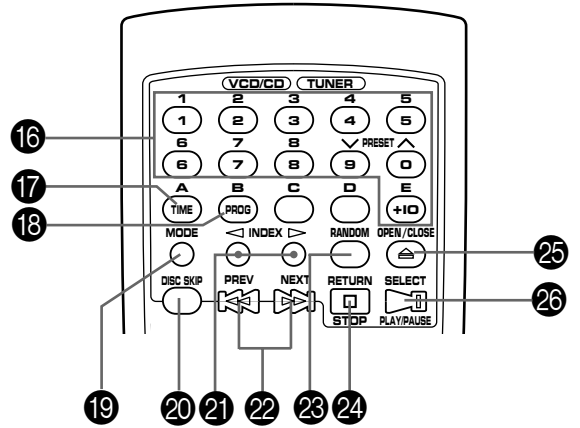 VCD/CD TUNER
1 2 3 4 5
1 2 3 4 5
6 7 8 PRESET
6 7 8 9 0
A B C D E
TIME PROG +10
MODE INDEX RANDOM OPEN/CLOSE
DISC SKIP PREV NEXT RETURN SELECT
STOP PLAY/PAUSE
16
17
18
19 20 21 22 23 24
25
26